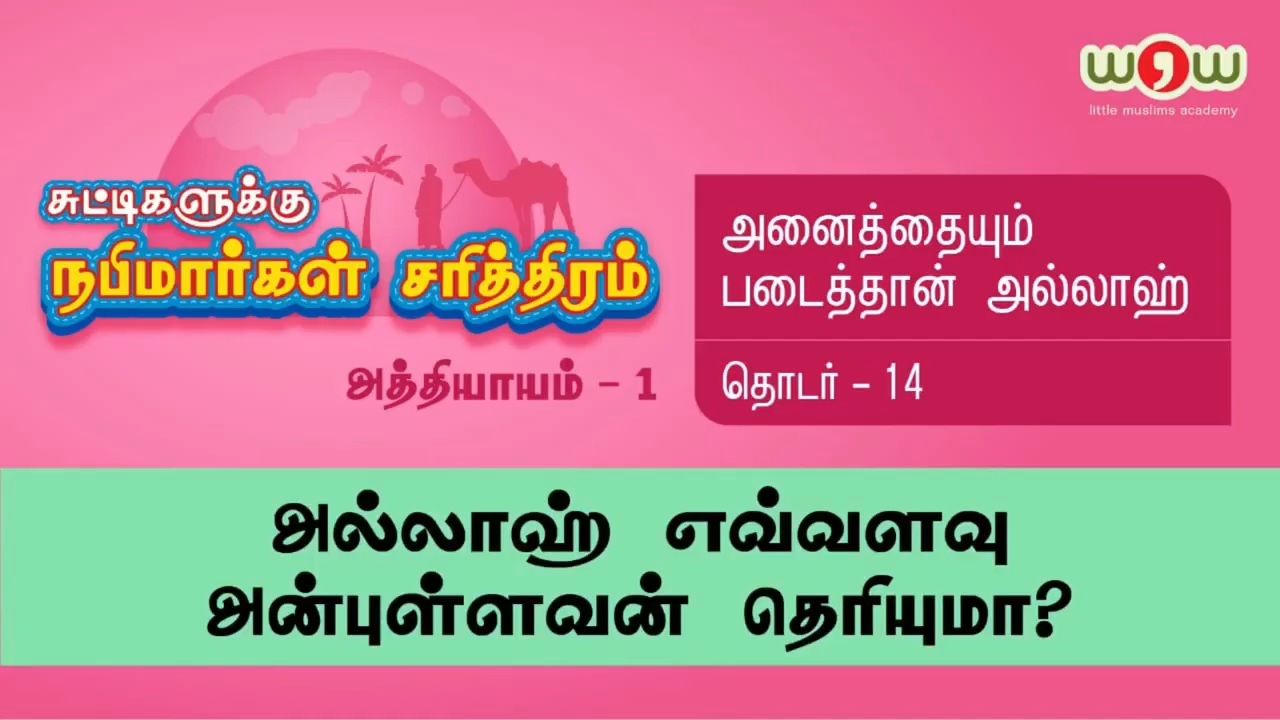 wow
little muslims academy
சுட்டிகளுக்கு
நபிமார்கள் சரித்திரம்
அத்தியாயம் - 1
அனைத்தையும்
படைத்தான் அல்லாஹ்
தொடர் - 14
அல்லாஹ் எவ்வளவு
அன்புள்ளவன் தெரியுமா?